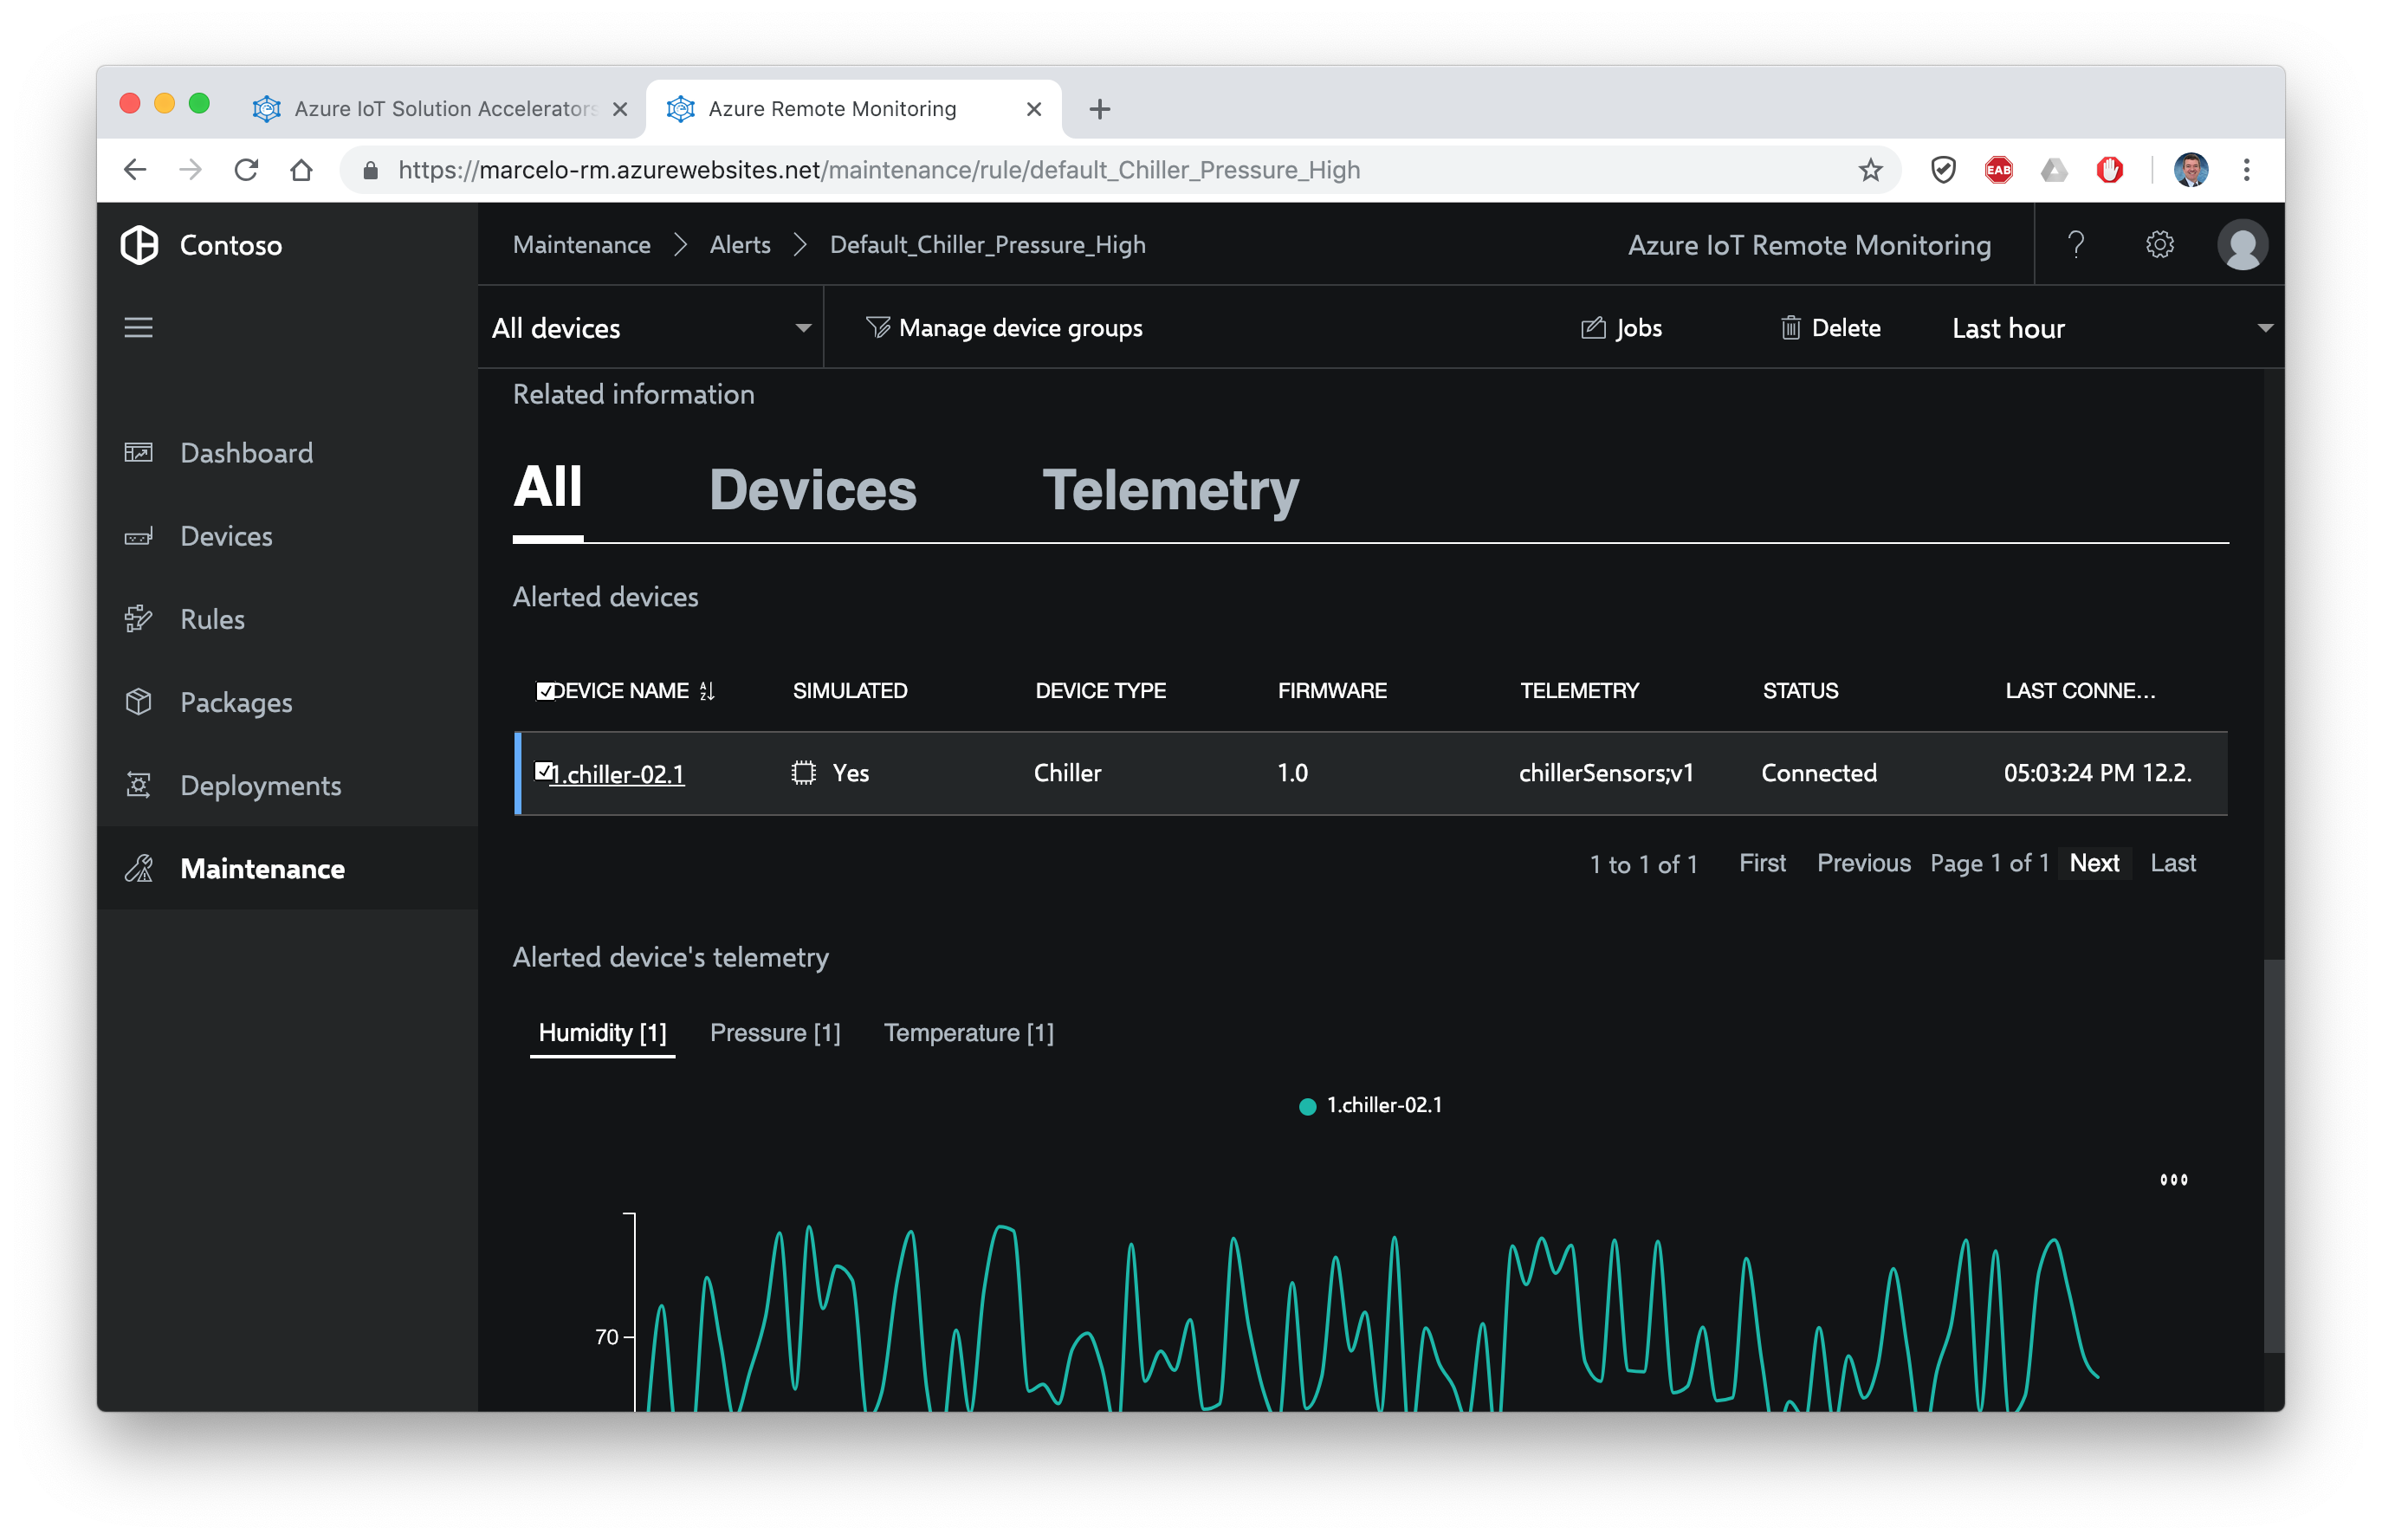 Azure IoT Solution Accelerators
Azure Remote Monitoring
https://marcelo-rm.azurewebsites.net/maintenance/rule/default_Chiller_Pressure_High
EAB
Contoso
Maintenance
Alerts
Default_Chiller_Pressure_High
Azure IoT Remote Monitoring
?
All devices
Manage device groups
Jobs
Delete
Last hour
Dashboard
Devices
Rules
Packages
Deployments
Maintenance
Related information
All Devices Telemetry
Alerted devices
DEVICE NAME SIMULATED DEVICE TYPE FIRMWARE TELEMETRY STATUS LAST CONNE...
1.chiller-02.1 Yes Chiller 1.0 chillerSensors;v1 Connected 05:03:24 PM 12.2.
1 to 1 of 1 First Previous Page 1 of 1 Next Last
Alerted device's telemetry
Humidity [1] Pressure [1] Temperature [1]
1.chiller-02.1
70